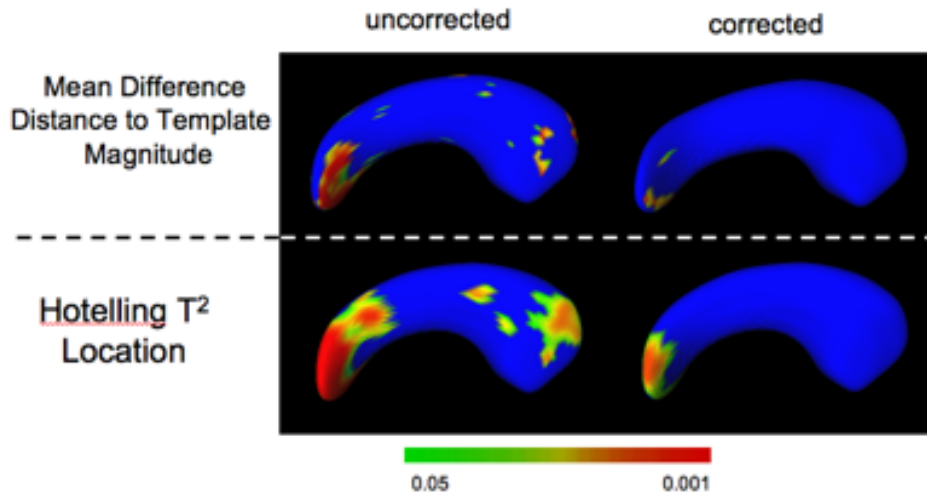 uncorrected
corrected
Mean Difference
Distance to Template
Magnitude
Hotelling T²
Location
0.05
0.001